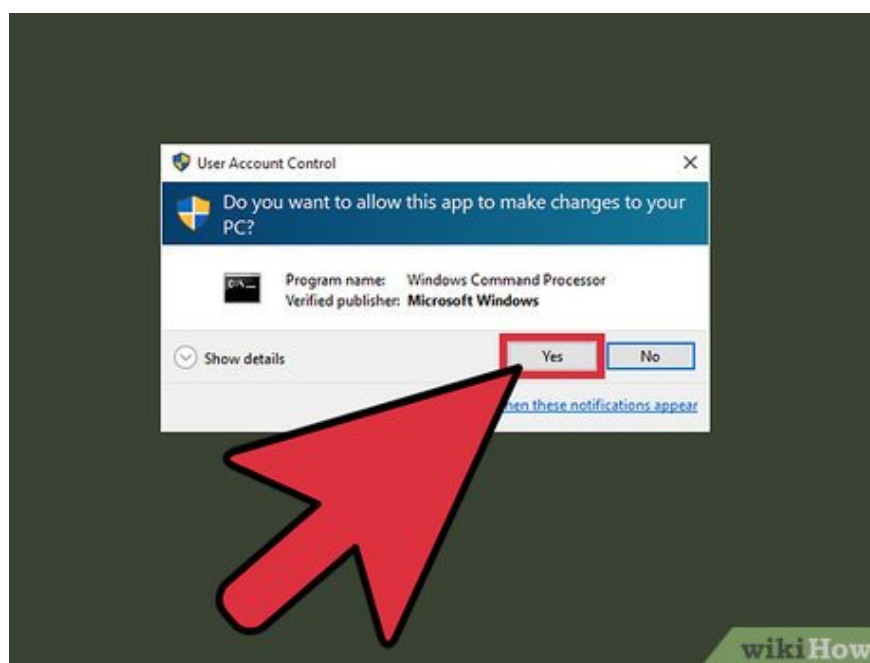 User Account Control
Do you want to allow this app to make changes to your
PC?
Program name: Windows Command Processor
Verified publisher: Microsoft Windows
Show details
Yes
No
these notifications appear
wikiHow